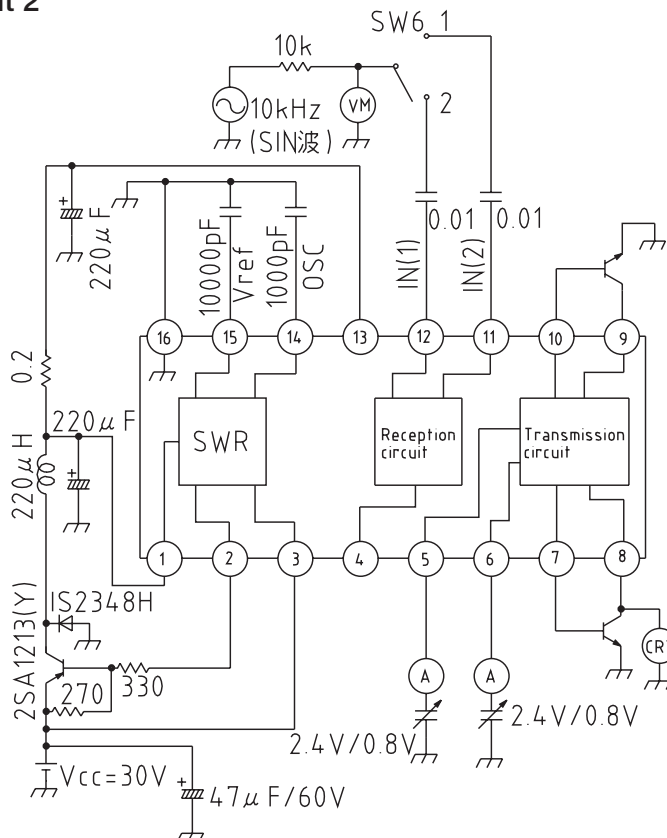 SW6 1
10k
VM
2
10kHz
(SIN波)
220μF
10000pF
Vref
1000pF
OSC
IN(1)
0.01
IN(2)
0.01
16
15
14
13
12
11
10
9
0.2
220μF
220μH
SWR
Reception
circuit
Transmission
circuit
1
2
3
4
5
6
7
8
IS2348H
2SA1213(Y)
270
330
A
A
2.4V/0.8V
2.4V/0.8V
Vcc=30V
47μF/60V